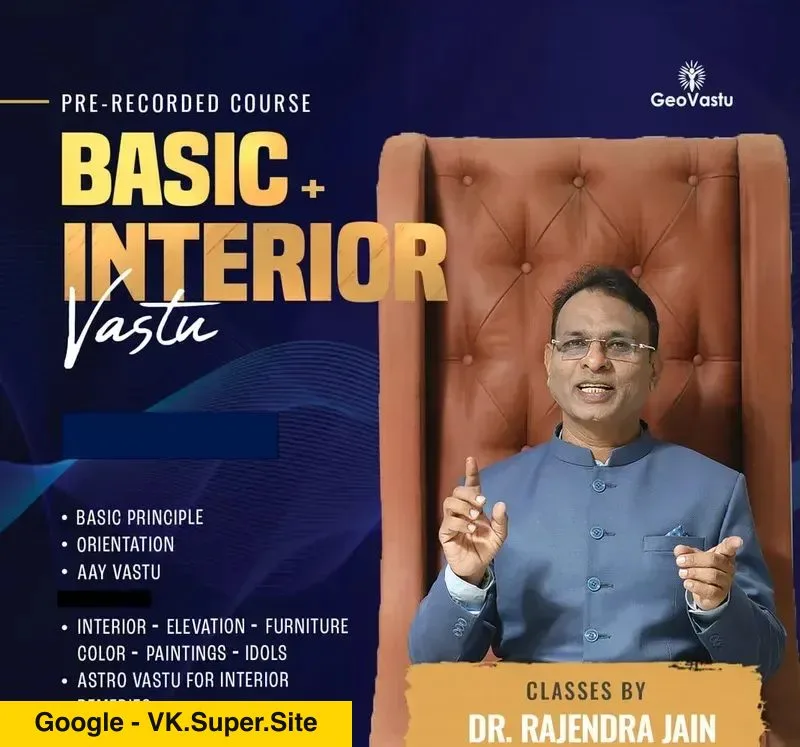 PRE-RECORDED COURSE
GeoVastu
BASIC +
INTERIOR
Vastu
• BASIC PRINCIPLE
• ORIENTATION
• AAY VASTU
• INTERIOR - ELEVATION - FURNITURE
COLOR - PAINTINGS - IDOLS
• ASTRO VASTU FOR INTERIOR
Google - VK.Super.Site
CLASSES BY
DR. RAJENDRA JAIN